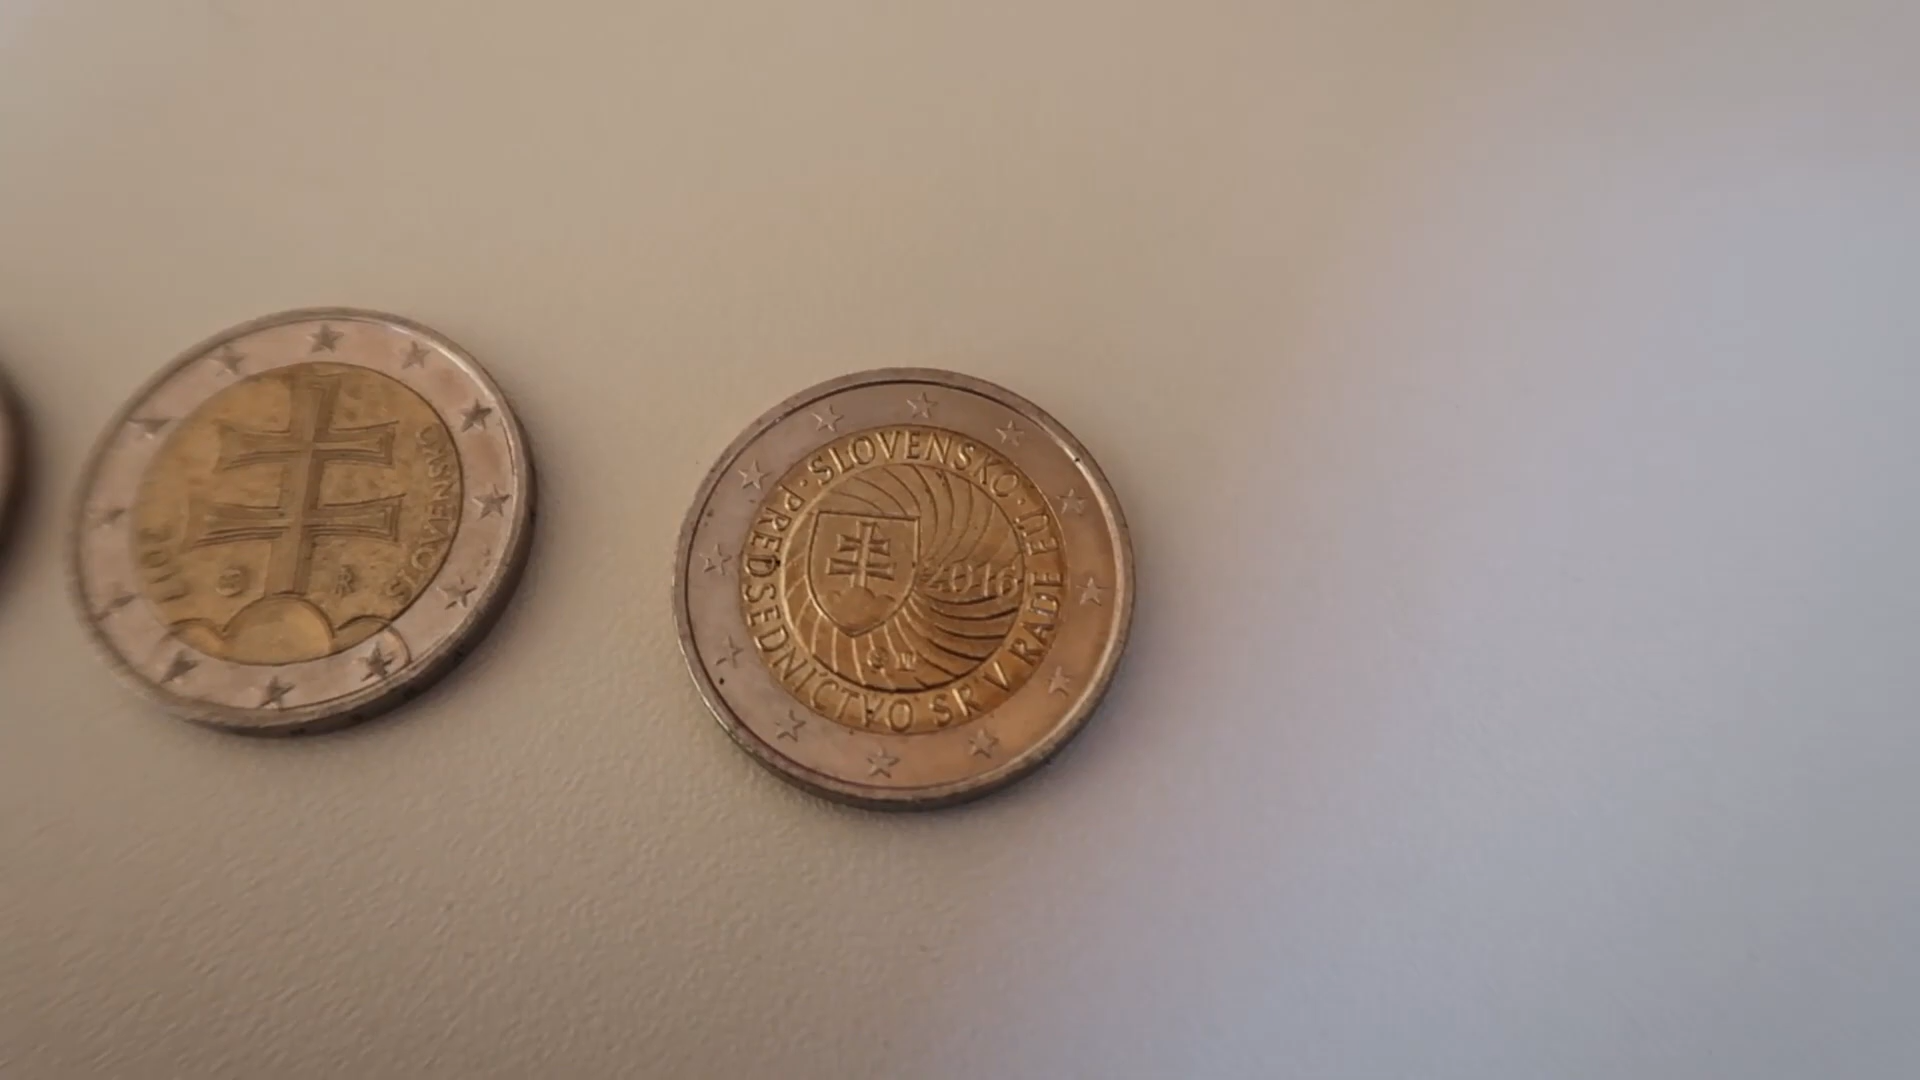 2011
SLOVENSKO
SLOVENSKO · PREDSEDNÍCTVO SR V RADE EÚ ·
2016